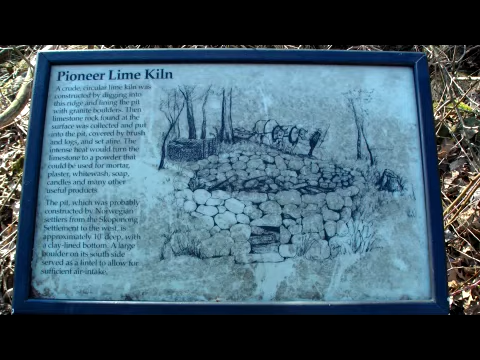 Pioneer Lime Kiln
A crude, circular lime kiln was
constructed by digging into
this ridge and lining the pit
with granite boulders. Then
limestone rock found at the
surface was collected and put
into the pit, covered by brush
and logs, and set afire. The
intense heat would turn the
limestone to a powder that
could be used for mortar,
plaster, whitewash, soap,
candles and many other
useful products.
The pit, which was probably
constructed by Norwegian
settlers from the Skoponong
Settlement to the west, is
approximately 10' deep, with
a clay-lined bottom. A large
boulder on its south side
served as a lintel to allow for
sufficient air-intake.